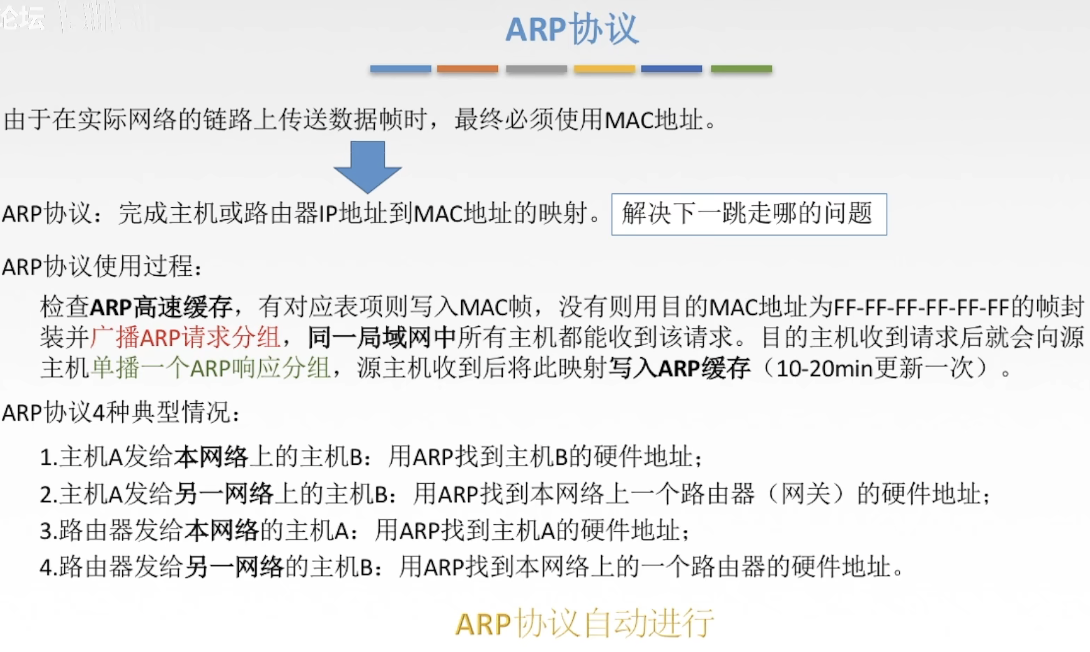 论坛
ARP协议
由于在实际网络的链路上传送数据帧时，最终必须使用MAC地址。
ARP协议：完成主机或路由器IP地址到MAC地址的映射。 解决下一跳走哪的问题
ARP协议使用过程：
检查ARP高速缓存，有对应表项则写入MAC帧，没有则用目的MAC地址为FF-FF-FF-FF-FF-FF的帧封
装并广播ARP请求分组，同一局域网中所有主机都能收到该请求。目的主机收到请求后就会向源
主机单播一个ARP响应分组，源主机收到后将此映射写入ARP缓存（10-20min更新一次）。
ARP协议4种典型情况：
1.主机A发给本网络上的主机B：用ARP找到主机B的硬件地址；
2.主机A发给另一网络上的主机B：用ARP找到本网络上一个路由器（网关）的硬件地址；
3.路由器发给本网络的主机A：用ARP找到主机A的硬件地址；
4.路由器发给另一网络的主机B：用ARP找到本网络上的一个路由器的硬件地址。
ARP协议自动进行